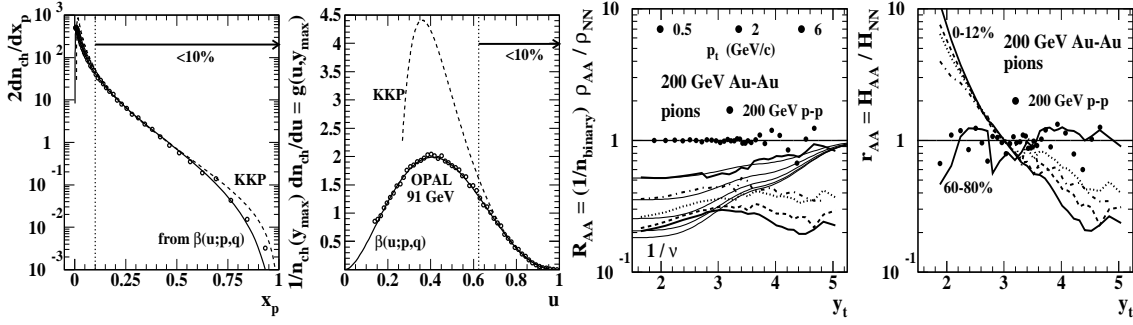 2dn_ch/dx_p
10^3
10^2
10
1
10^-1
10^-2
10^-3
<10%
KKP
from β(u;p,q)
0 0.25 0.5 0.75 1
x_p
1/n_ch(y_max) dn_ch/du = g(u,y_max)
4.5
4
3.5
3
2.5
2
1.5
1
0.5
0
<10%
KKP
OPAL
91 GeV
β(u;p,q)
0 0.2 0.4 0.6 0.8 1
u
R_AA = (1/n_binary) ρ_AA / ρ_NN
1
10^-1
0.5 2 6
p_t (GeV/c)
200 GeV Au-Au
pions
200 GeV p-p
1 / ν
2 3 4 5
y_t
r_AA = H_AA / H_NN
10
1
10^-1
0-12%
200 GeV Au-Au
pions
200 GeV p-p
60-80%
2 3 4 5
y_t